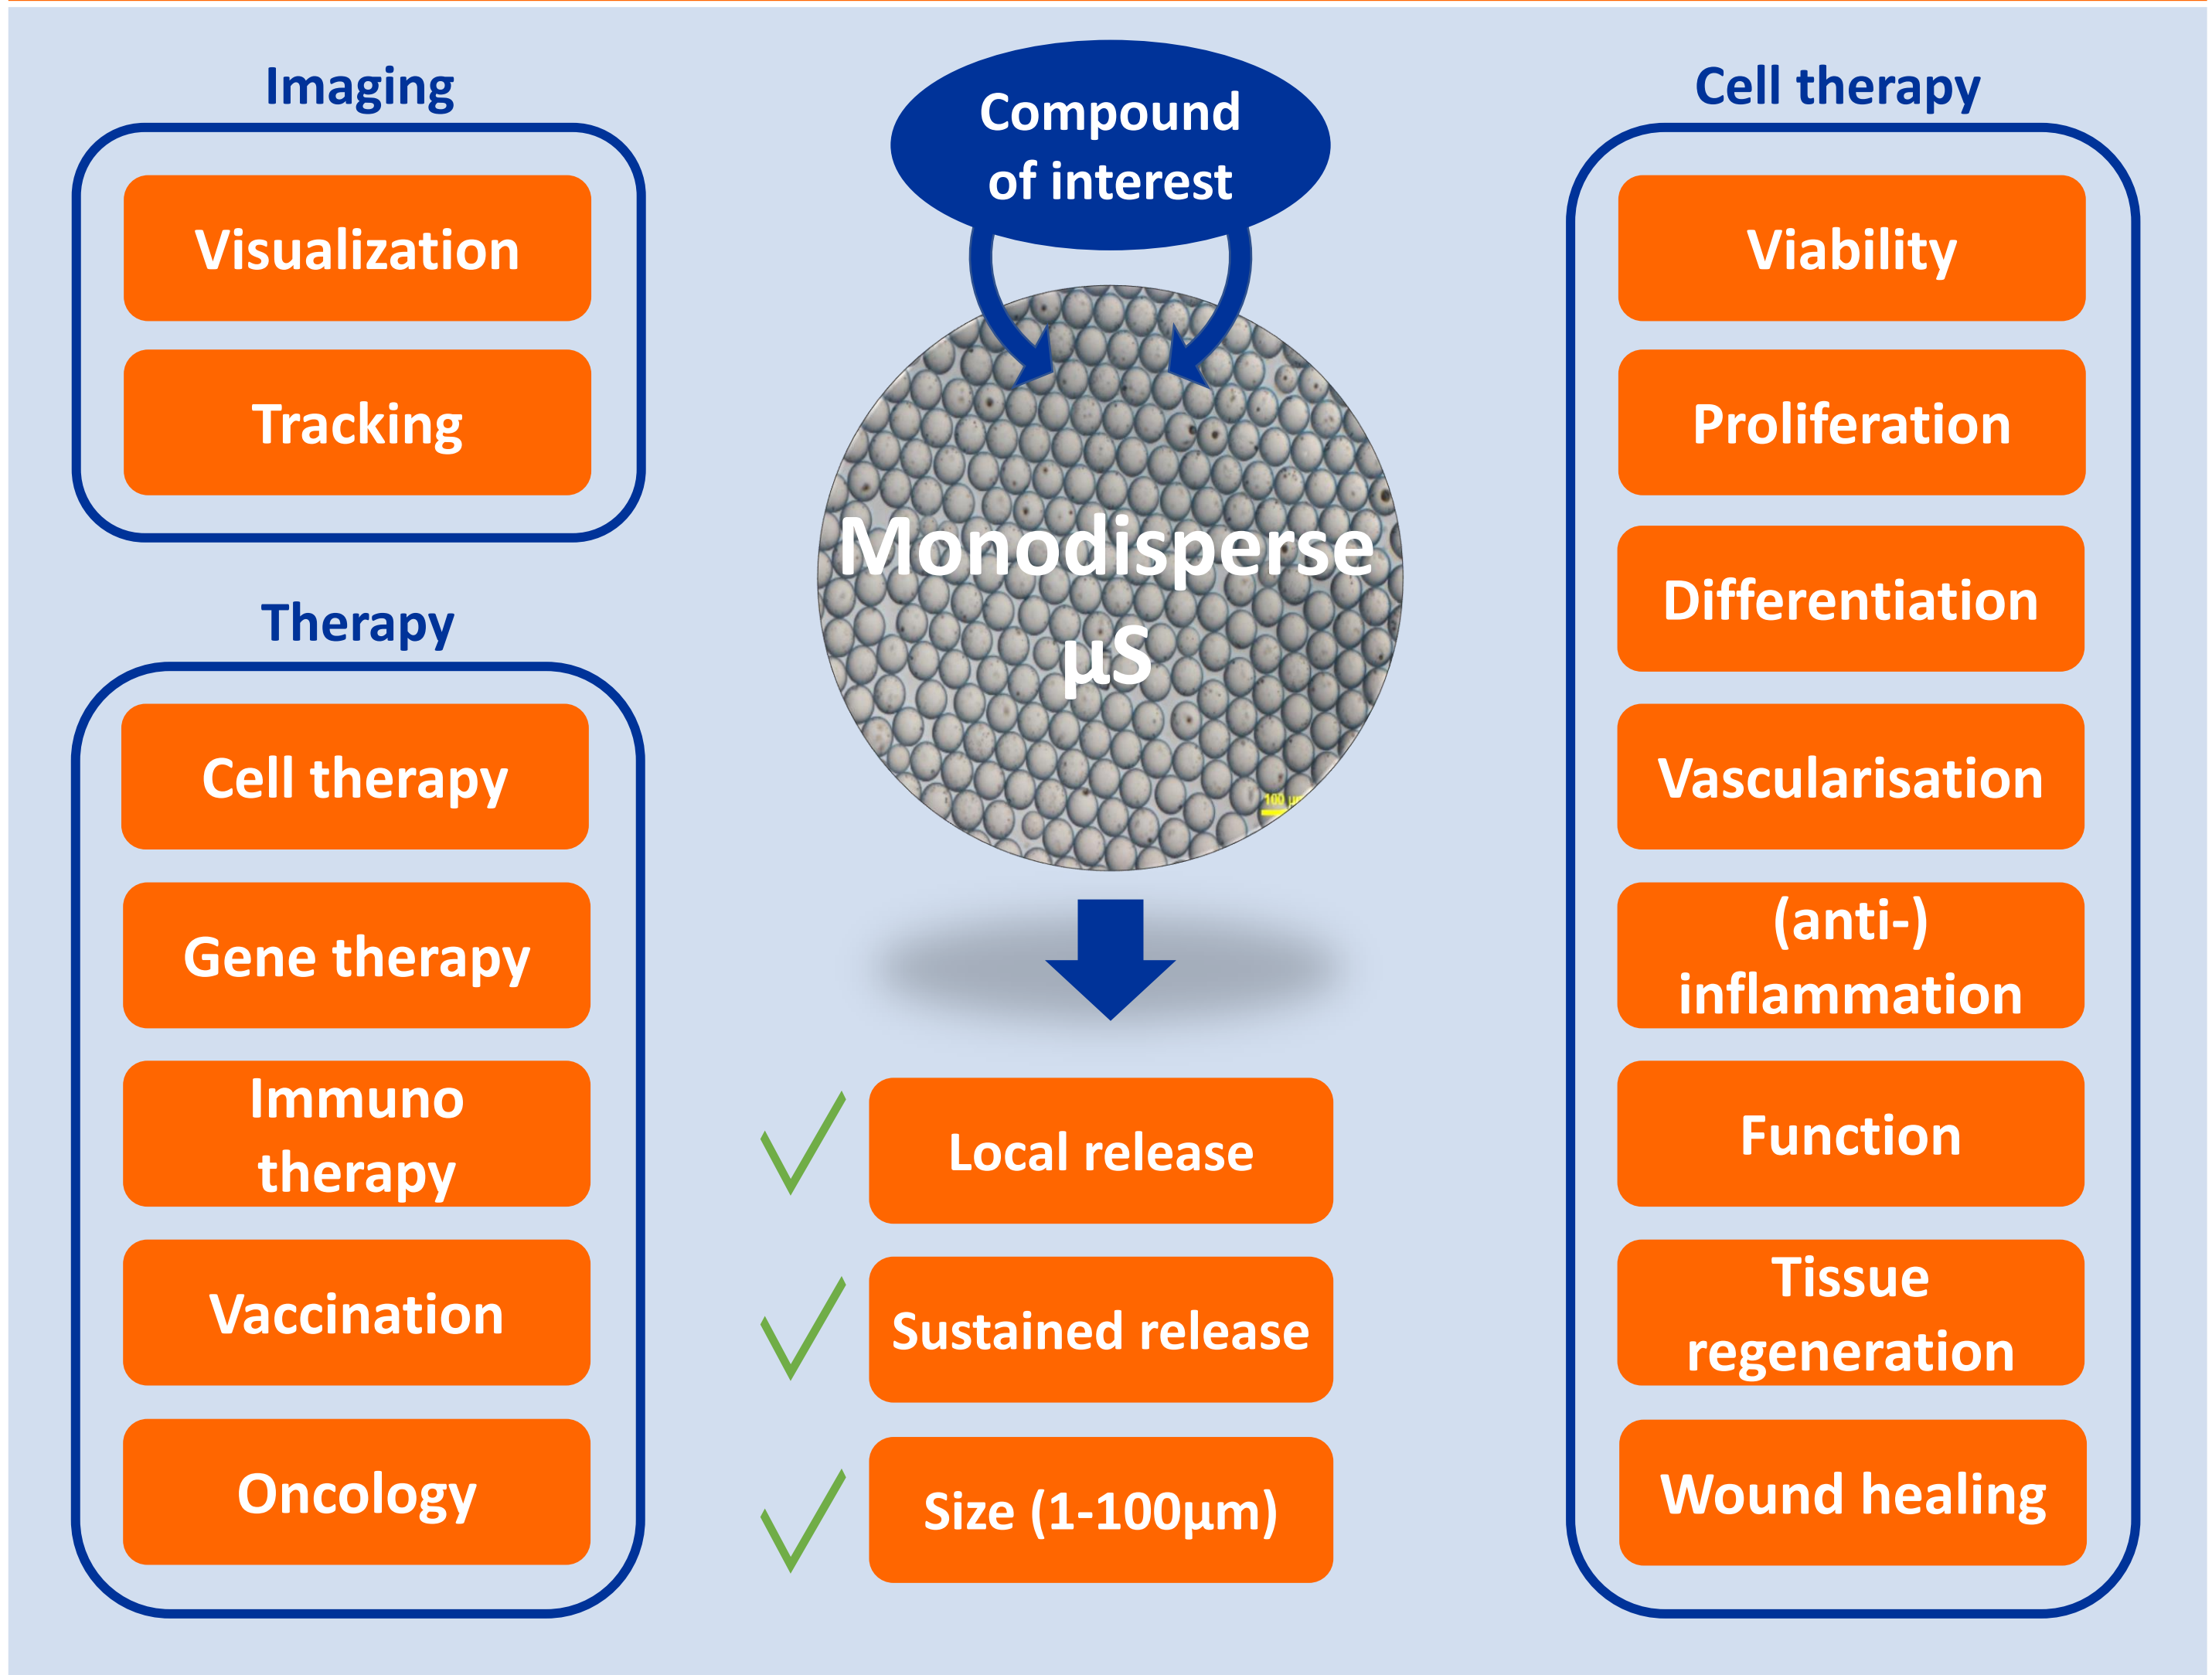 Imaging
Visualization
Tracking
Therapy
Cell therapy
Gene therapy
Immuno
therapy
Vaccination
Oncology
Compound
of interest
Monodisperse
µS
100 µ
Local release
Sustained release
Size (1-100µm)
Cell therapy
Viability
Proliferation
Differentiation
Vascularisation
(anti-)
inflammation
Function
Tissue
regeneration
Wound healing